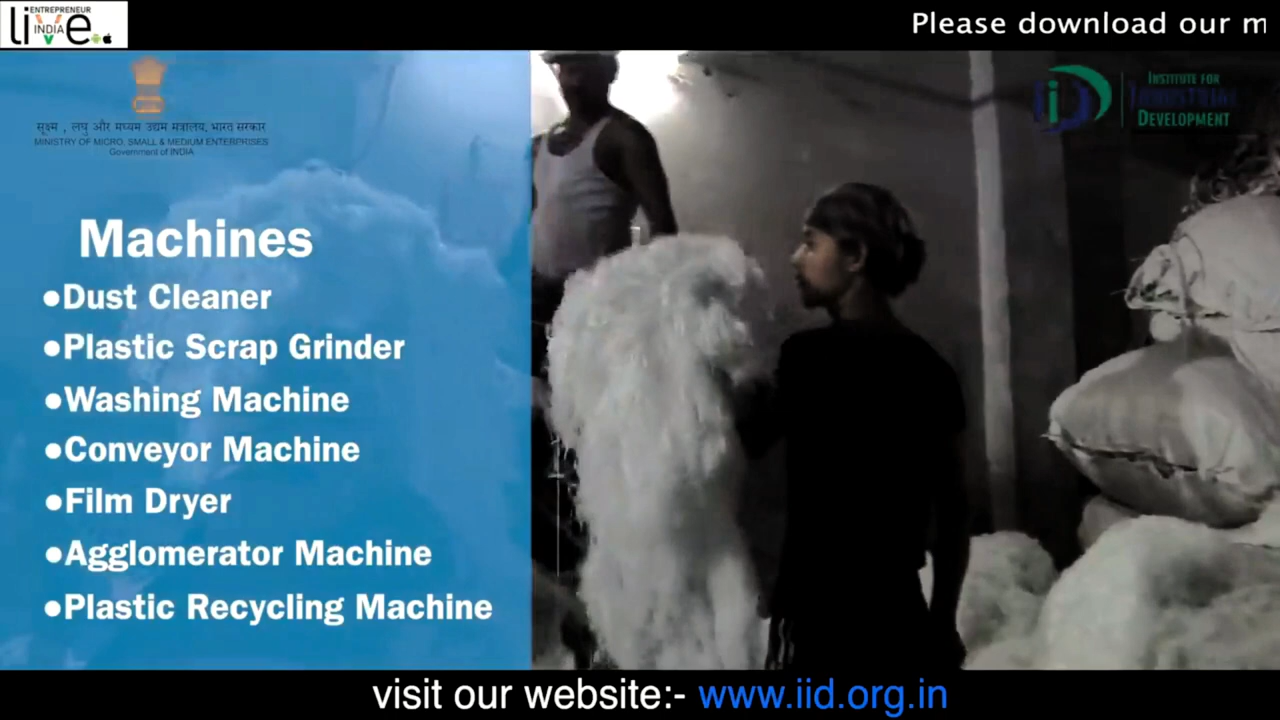 ENTREPRENEUR
live
INDIA
Please download our m
सूक्ष्म , लघु और मध्यम उद्यम मंत्रालय, भारत सरकार
MINISTRY OF MICRO, SMALL & MEDIUM ENTERPRISES
Government of INDIA
iiD
INSTITUTE FOR
INDUSTRIAL
DEVELOPMENT
Machines
●Dust Cleaner
●Plastic Scrap Grinder
●Washing Machine
●Conveyor Machine
●Film Dryer
●Agglomerator Machine
●Plastic Recycling Machine
visit our website:- www.iid.org.in